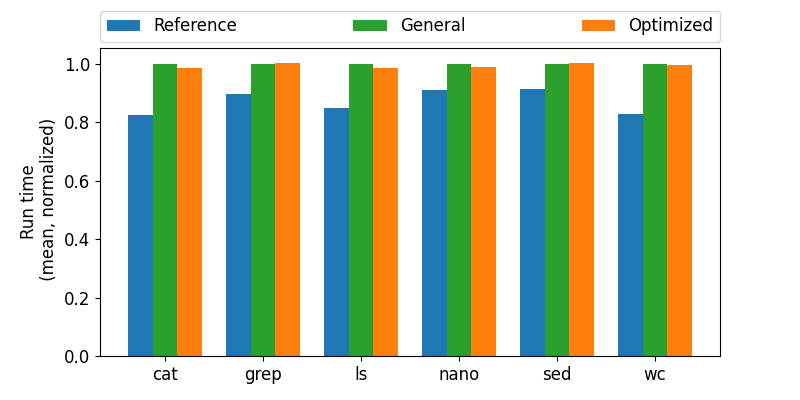 Reference General Optimized
Run time
(mean, normalized)
1.0
0.8
0.6
0.4
0.2
0.0
cat grep ls nano sed wc